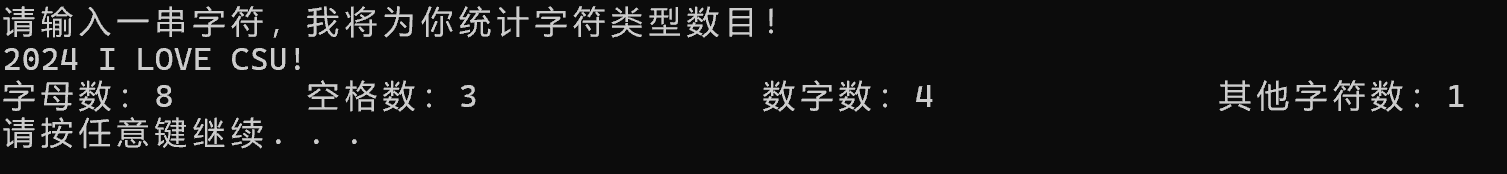 请输入一串字符，我将为你统计字符类型数目！
2024 I LOVE CSU!
字母数：8 空格数：3 数字数：4 其他字符数：1
请按任意键继续. . .